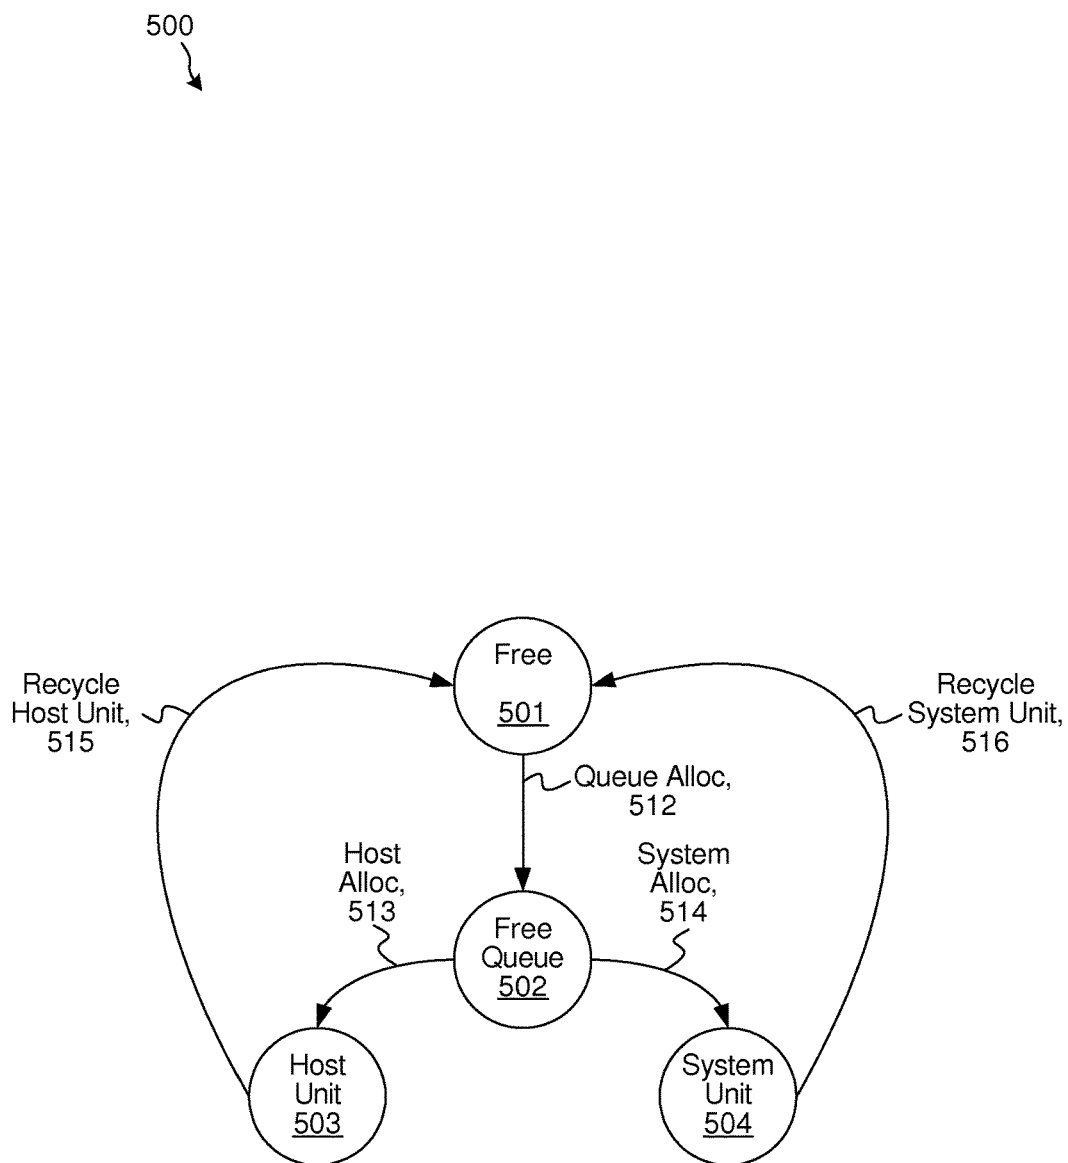 500
Free
501
Recycle
Host Unit,
515
Recycle
System Unit,
516
Queue Alloc,
512
Host
Alloc,
513
System
Alloc,
514
Free
Queue
502
Host
Unit
503
System
Unit
504